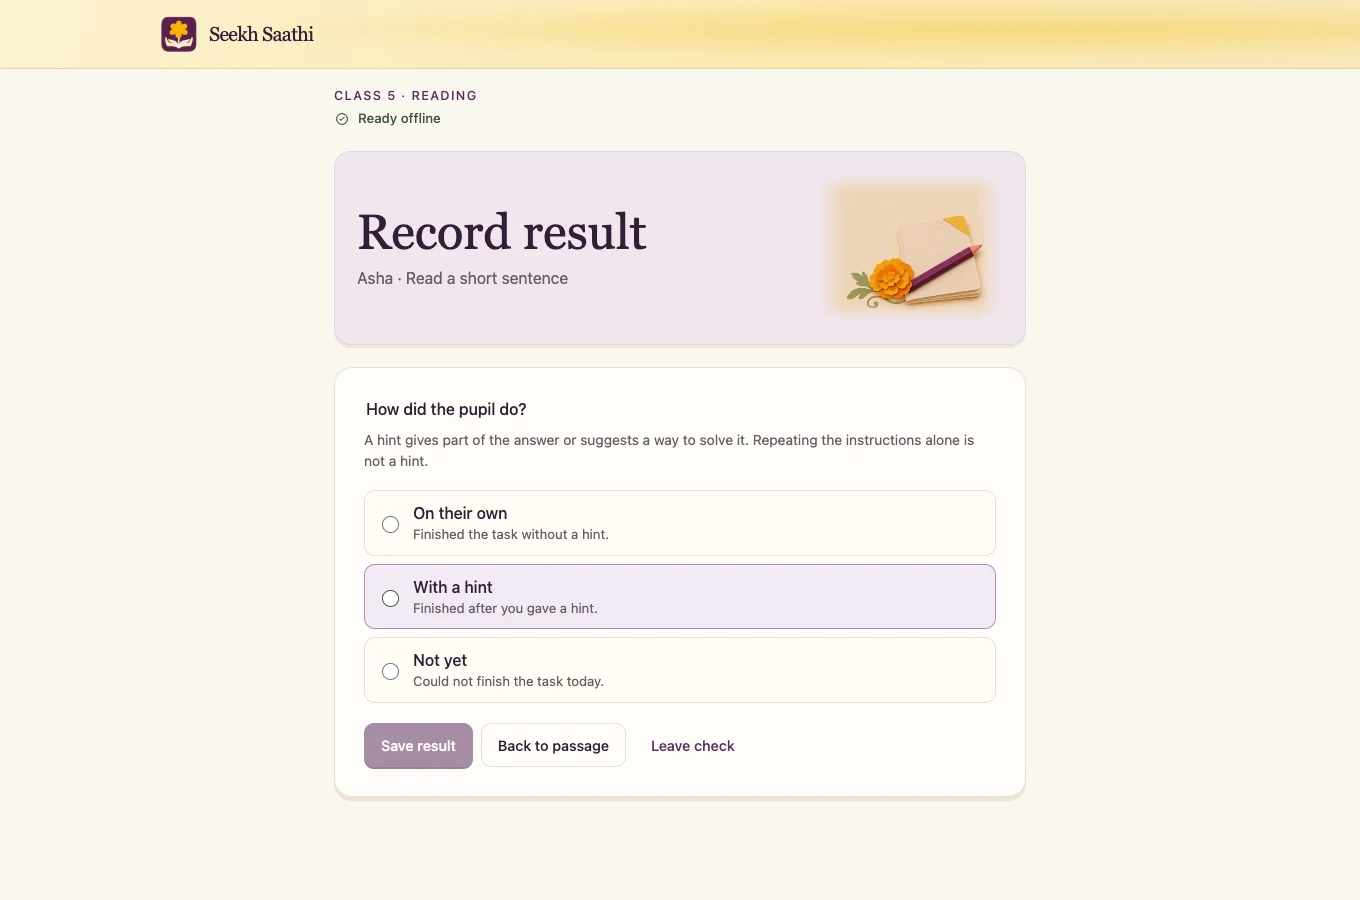 Seekh Saathi
CLASS 5 · READING
Ready offline
Record result
Asha · Read a short sentence
How did the pupil do?
A hint gives part of the answer or suggests a way to solve it. Repeating the instructions alone is
not a hint.
On their own
Finished the task without a hint.
With a hint
Finished after you gave a hint.
Not yet
Could not finish the task today.
Save result
Back to passage
Leave check